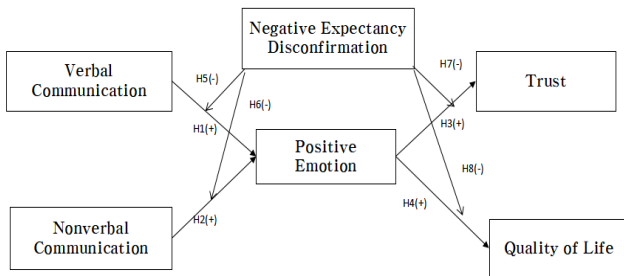 Negative Expectancy
Disconfirmation
Verbal
Communication
H5(-)
H7(-)
Trust
H6(-)
H1(+)
H3(+)
Positive
Emotion
H8(-)
H4(+)
H2(+)
Nonverbal
Communication
Quality of Life